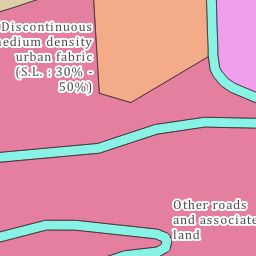 Discontinuous
medium density
urban fabric
(S.L. : 30% -
50%)
Other roads
and associated
land